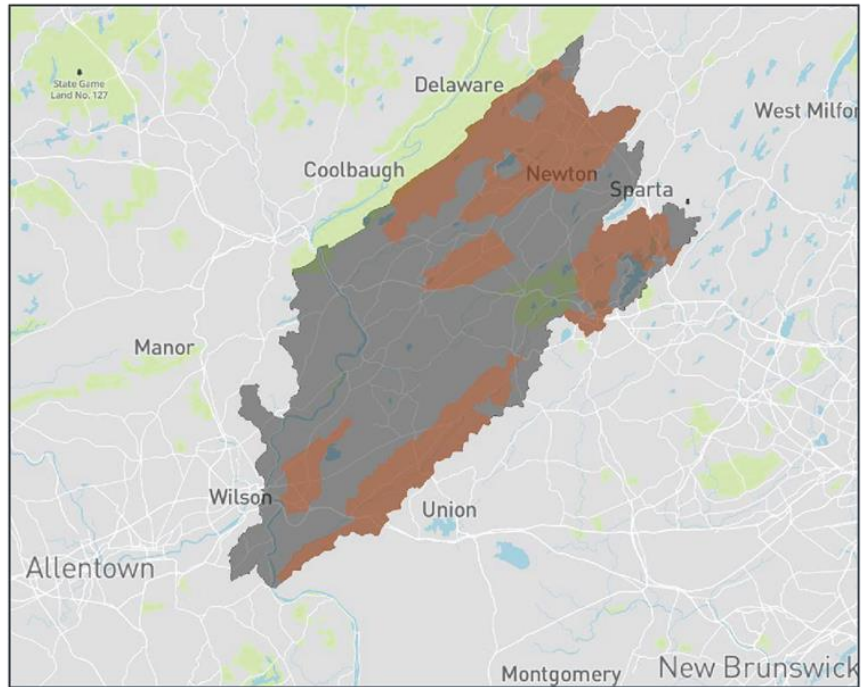 State Game
Land No. 127
Delaware
West Milfor
Coolbaugh
Newton
Sparta
Manor
Wilson
Union
Allentown
Montgomery
New Brunswick